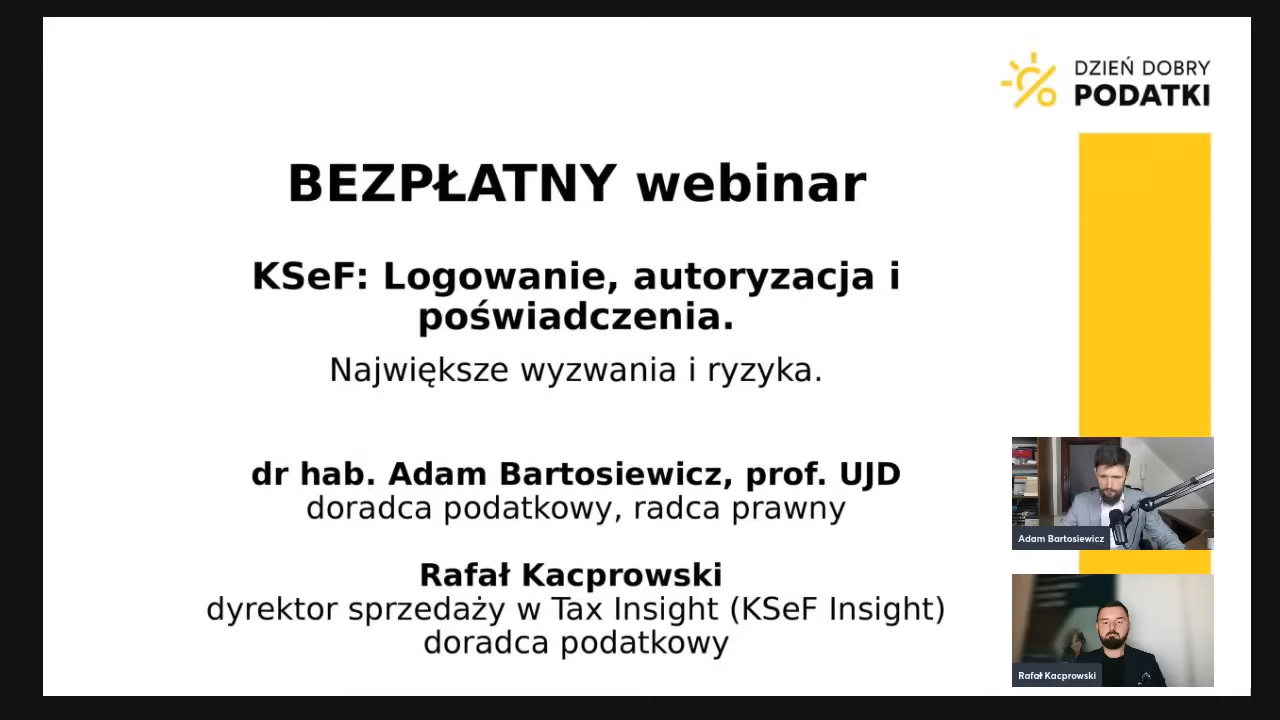 DZIEŃ DOBRY
PODATKI
BEZPŁATNY webinar
KSeF: Logowanie, autoryzacja i
poświadczenia.
Największe wyzwania i ryzyka.
dr hab. Adam Bartosiewicz, prof. UJD
doradca podatkowy, radca prawny
Rafał Kacprowski
dyrektor sprzedaży w Tax Insight (KSeF Insight)
doradca podatkowy
Adam Bartosiewicz
Rafał Kacprowski